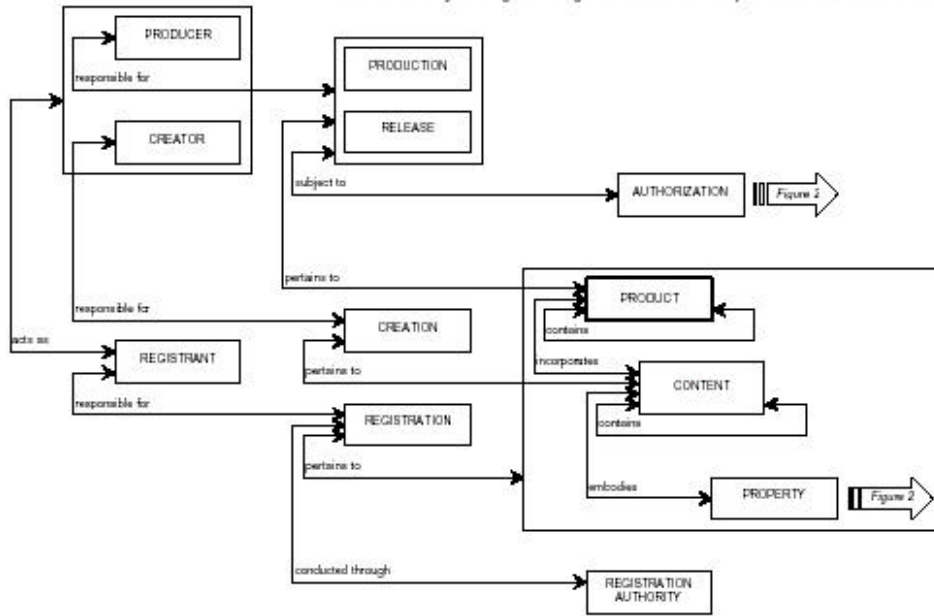 PRODUCER
PRODUCTION
responsible for
RELEASE
CREATOR
subject to
AUTHORIZATION
Figure 2
pertains to
PRODUCT
responsible for
CREATION
contains
acts as
REGISTRANT
incorporates
pertains to
CONTENT
responsible for
REGISTRATION
contains
pertains to
embodies
PROPERTY
Figure 2
conducted through
REGISTRATION
AUTHORITY